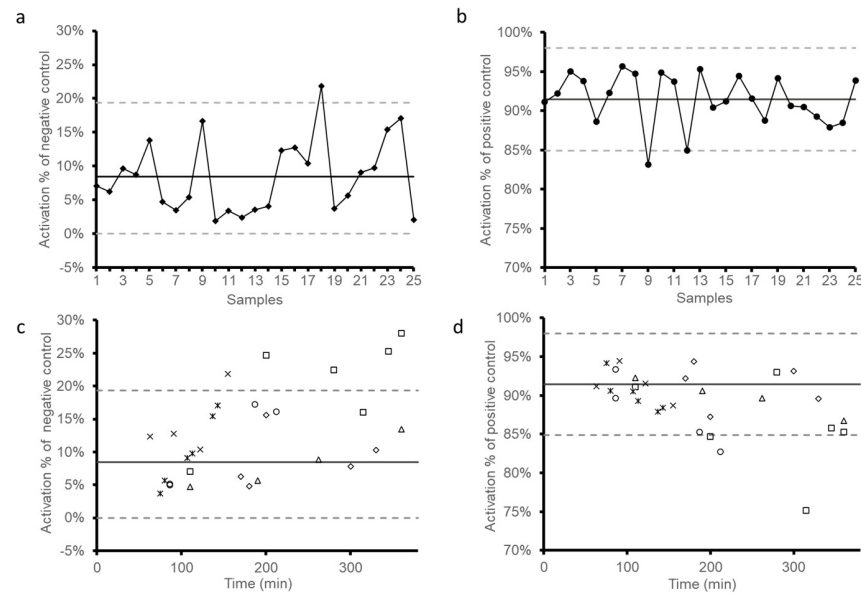 a
30%
25%
20%
15%
10%
5%
0%
-5%
Activation % of negative control
1 3 5 7 9 11 13 15 17 19 21 23 25
Samples
b
100%
95%
90%
85%
80%
75%
70%
Activation % of positive control
1 3 5 7 9 11 13 15 17 19 21 23 25
Samples
c
30%
25%
20%
15%
10%
5%
0%
-5%
Activation % of negative control
0 100 200 300
Time (min)
d
100%
95%
90%
85%
80%
75%
70%
Activation % of positive control
0 100 200 300
Time (min)